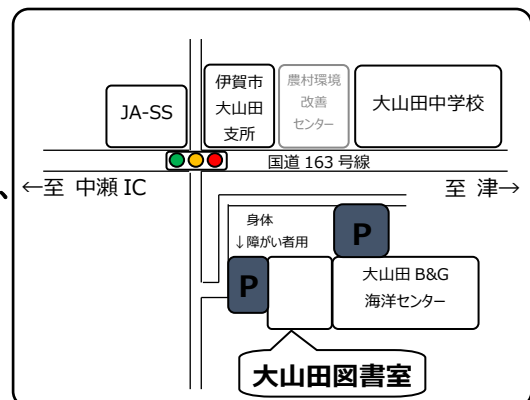 伊賀市
大山田
支所
農村環境
改善
センター
JA-SS
大山田中学校
国道 163 号線
←至 中瀬 IC
至 津→
身体
↓障がい者用
P
P
大山田 B&G
海洋センター
大山田図書室